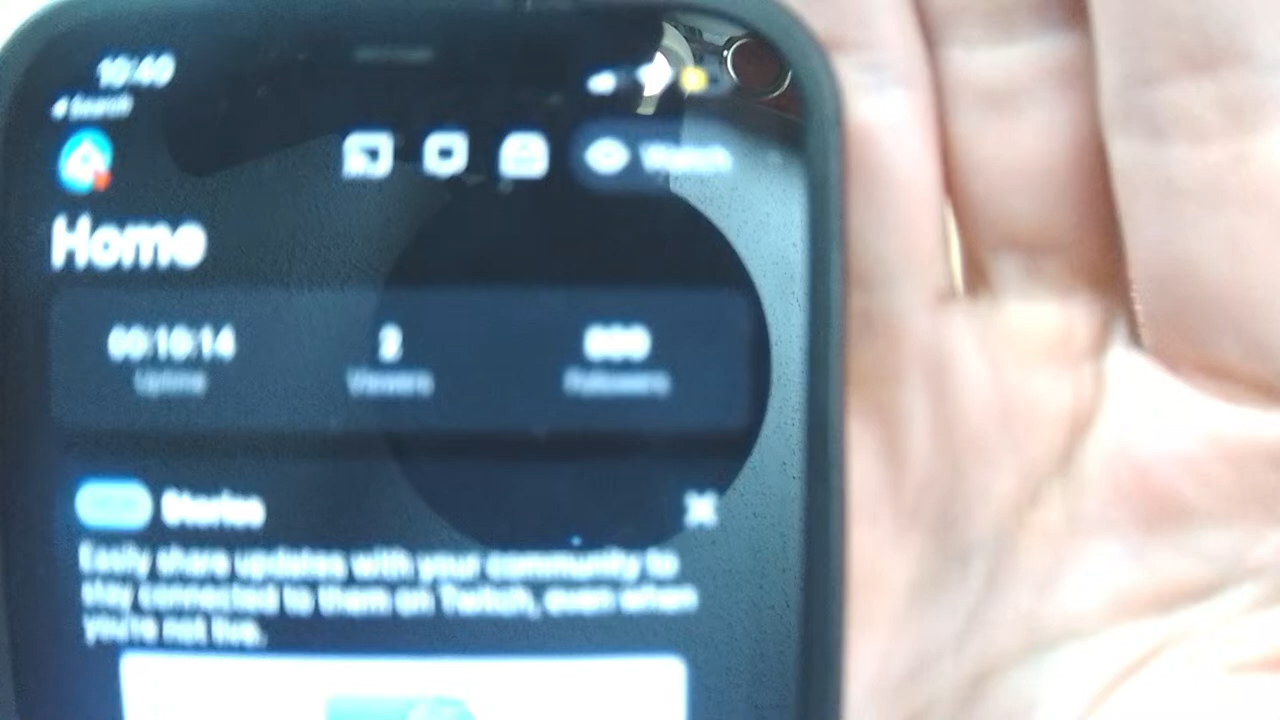 10:40
Search
Watch
Home
00:10:14
2
Uptime
Viewers
Followers
Stories
Easily share updates with your community to
stay connected to them on Twitch, even when
you're not live.